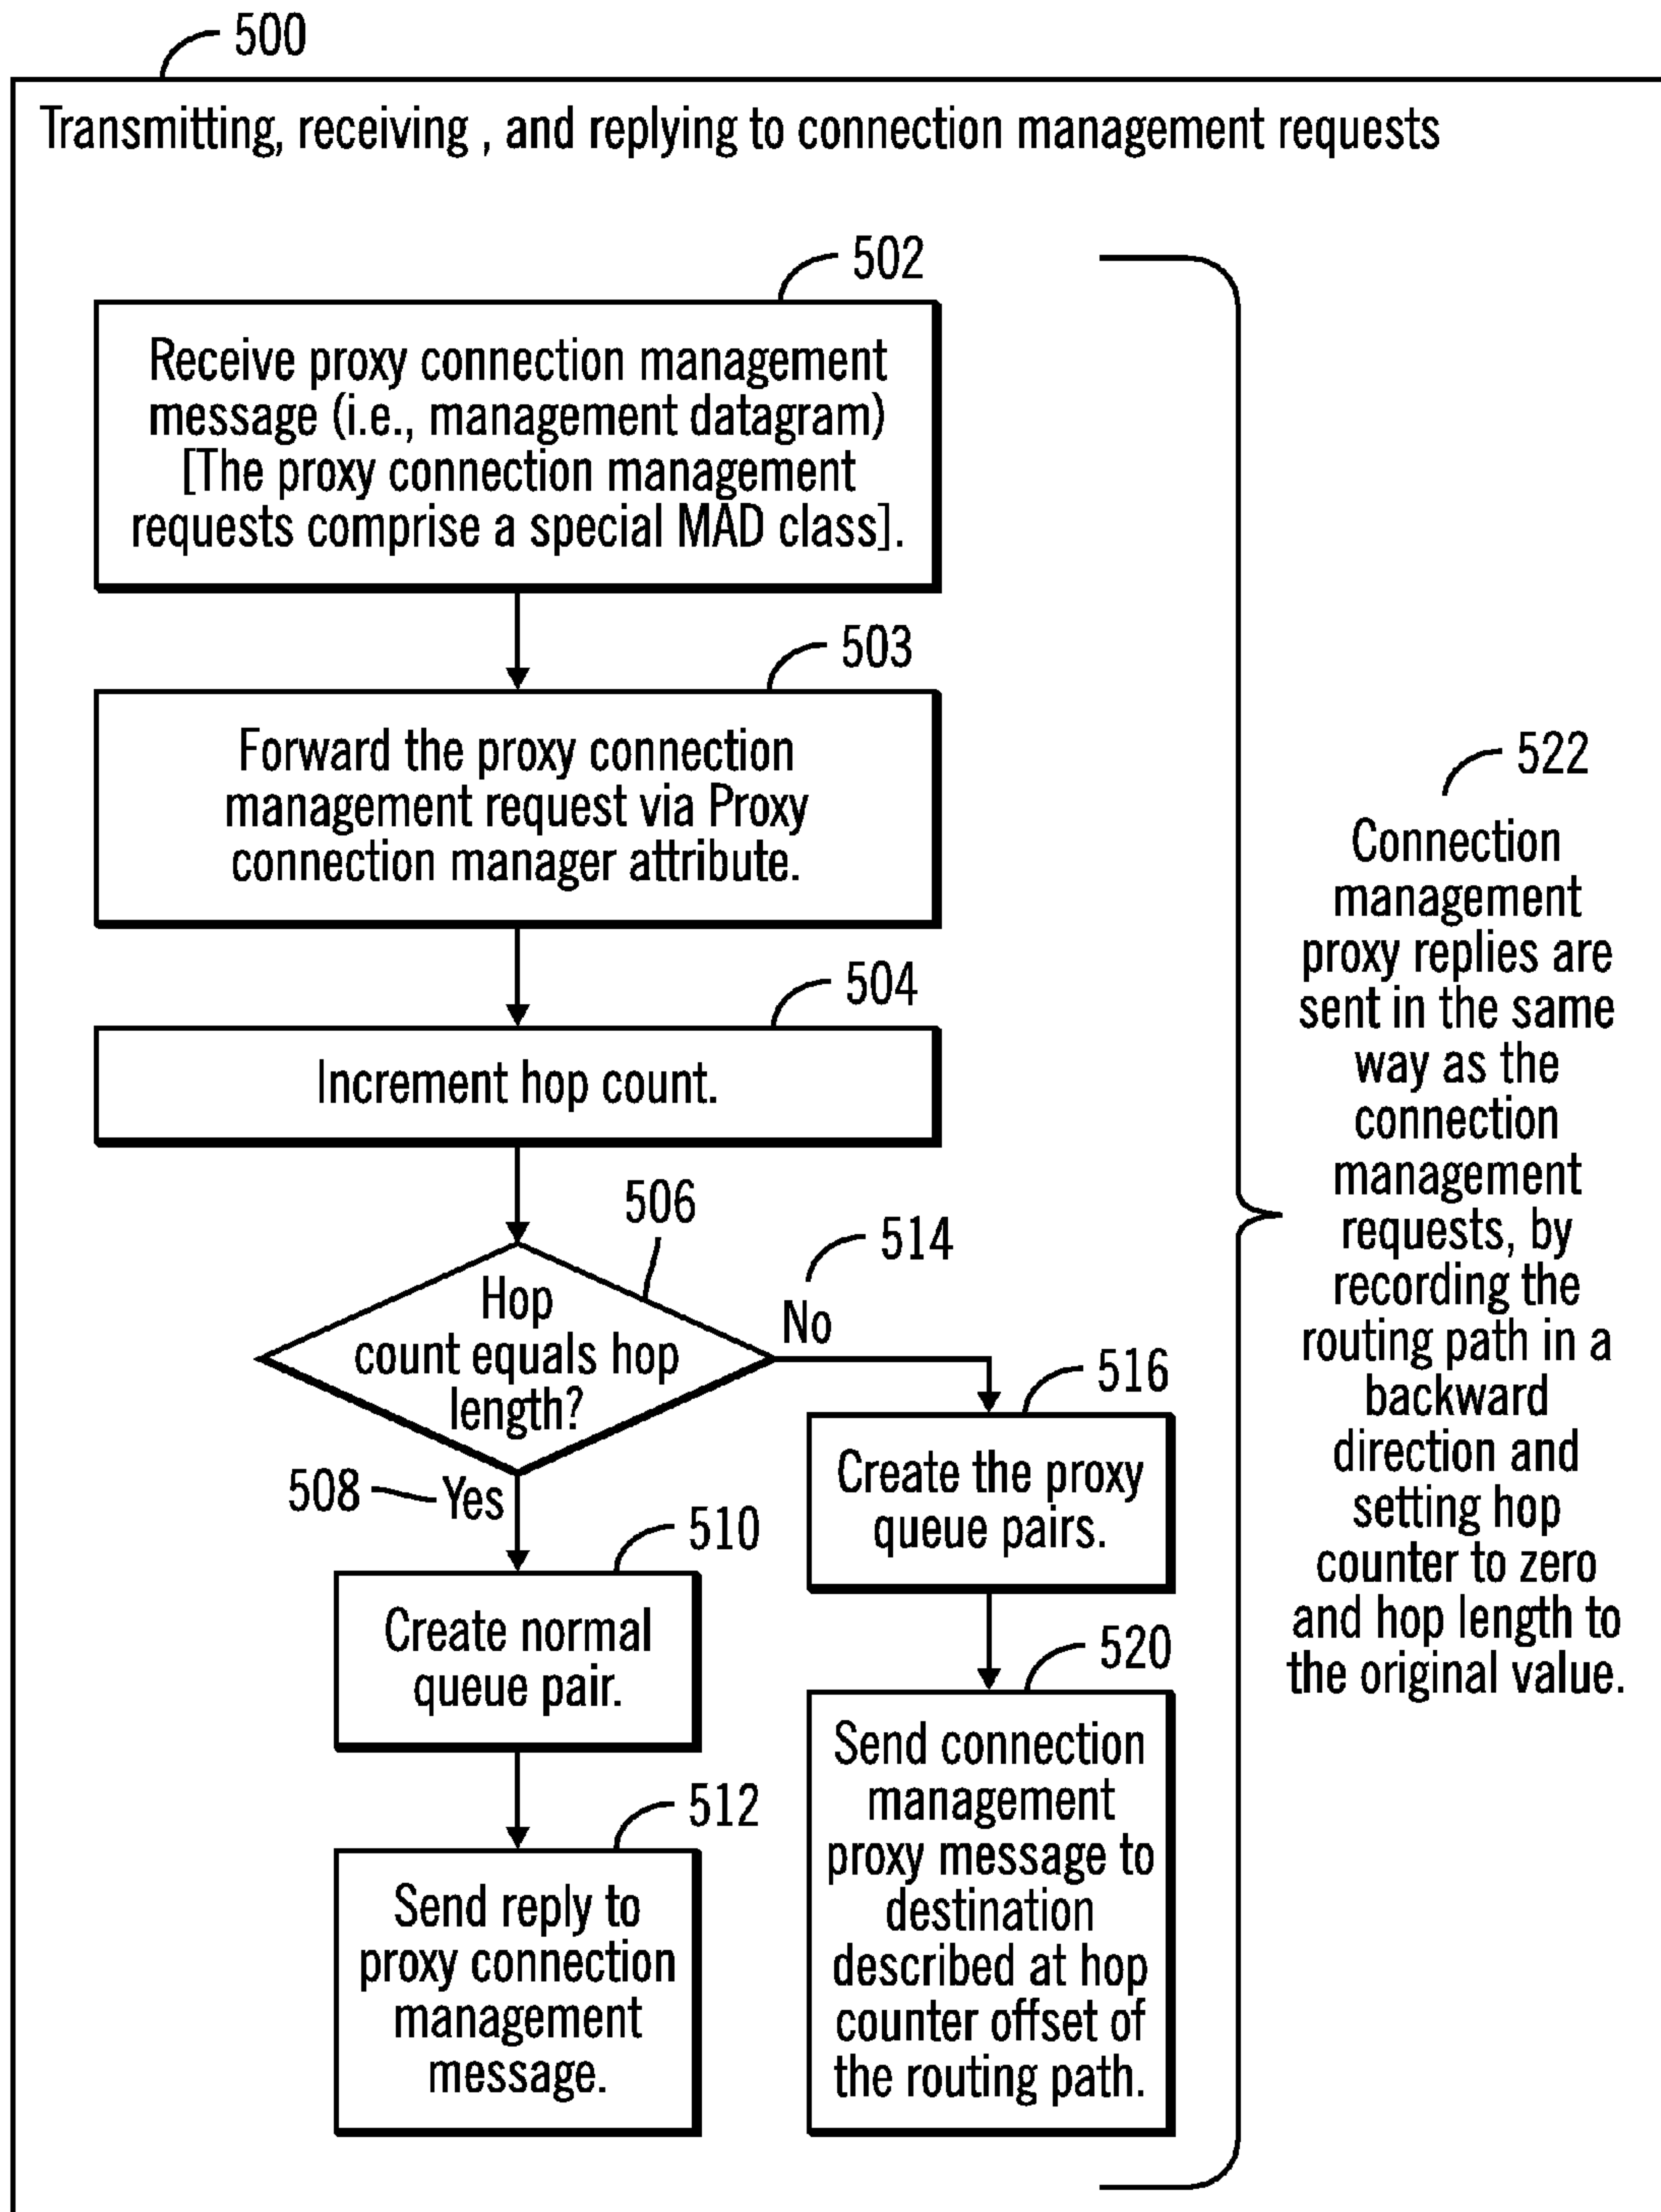 500
Transmitting, receiving , and replying to connection management requests
502
Receive proxy connection management
message (i.e., management datagram)
[The proxy connection management
requests comprise a special MAD class].
503
Forward the proxy connection
management request via Proxy
connection manager attribute.
504
Increment hop count.
506
Hop
count equals hop
length?
514
No
516
Create the proxy
queue pairs.
520
Send connection
management
proxy message to
destination
described at hop
counter offset of
the routing path.
508
Yes
510
Create normal
queue pair.
512
Send reply to
proxy connection
management
message.
522
Connection
management
proxy replies are
sent in the same
way as the
connection
management
requests, by
recording the
routing path in a
backward
direction and
setting hop
counter to zero
and hop length to
the original value.